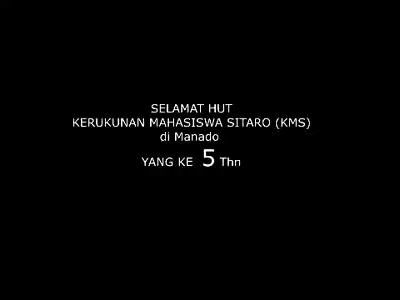 SELAMAT HUT
KERUKUNAN MAHASISWA SITARO (KMS)
di Manado
YANG KE 5 Thn